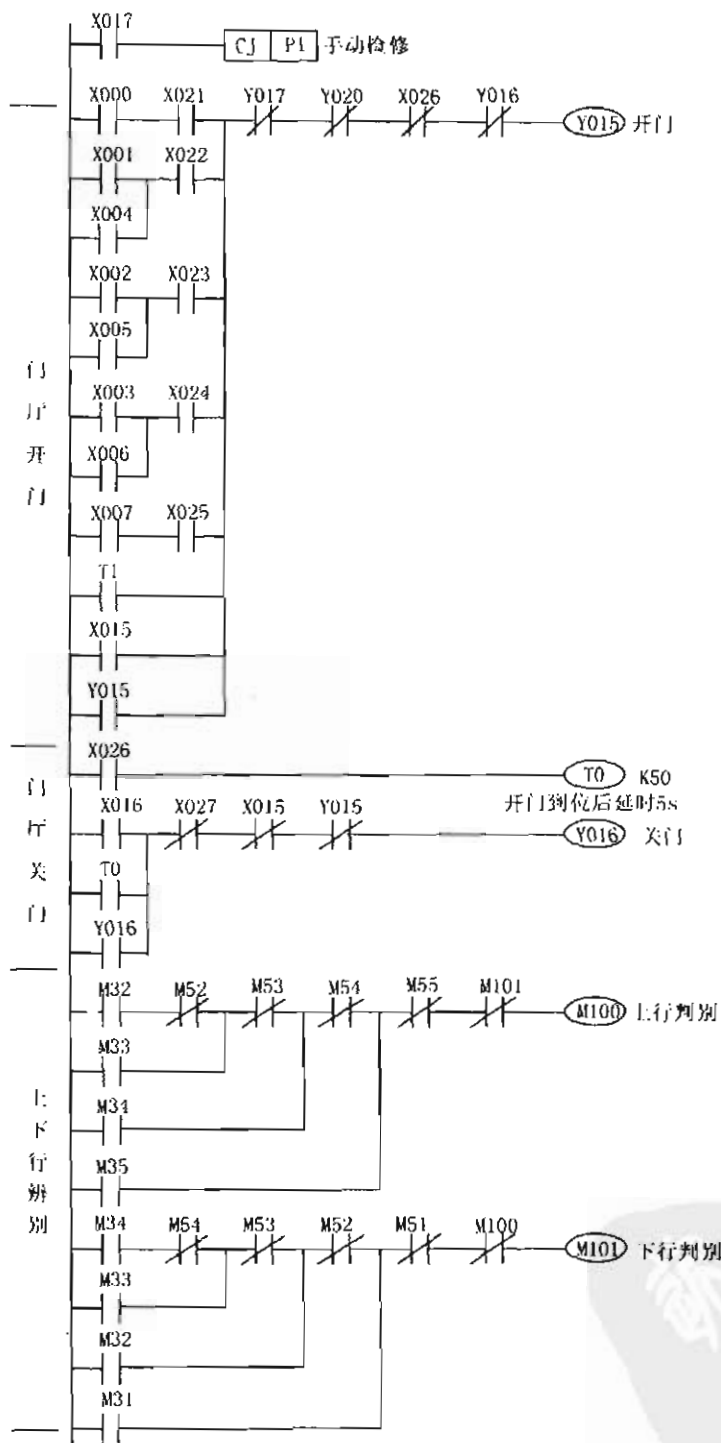 X017
CJ P1 手动检修
X000 X021 Y017 Y020 X026 Y016
Y015 开门
X001 X022
X004
X002 X023
X005
X003 X024
X006
X007 X025
T1
X015
Y015
门厅开门
X026
T0 K50
开门到位后延时5s
X016 X027 X015 Y015
Y016 关门
T0
Y016
门厅关门
M32 M52 M53 M54 M55 M101
M100 上行判别
M33
M34
M35
上下行辨别
M34 M54 M53 M52 M51 M100
M101 下行判别
M33
M32
M31